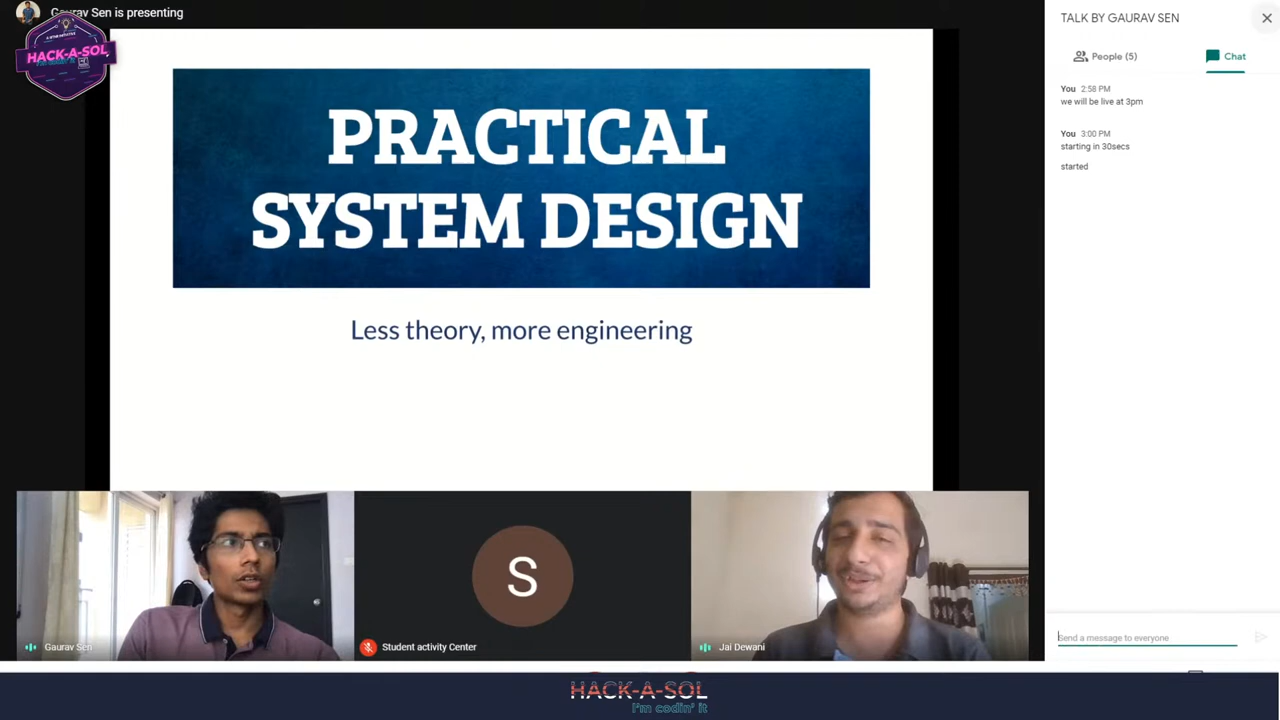 Gaurav Sen is presenting
HACK-A-SOL
PRACTICAL
SYSTEM DESIGN
Less theory, more engineering
Gaurav Sen
S
Student activity Center
Jai Dewani
TALK BY GAURAV SEN
People (5)
Chat
You 2:58 PM
we will be live at 3pm
You 3:00 PM
starting in 30secs
started
Send a message to everyone
HACK-A-SOL
I'm codin' it